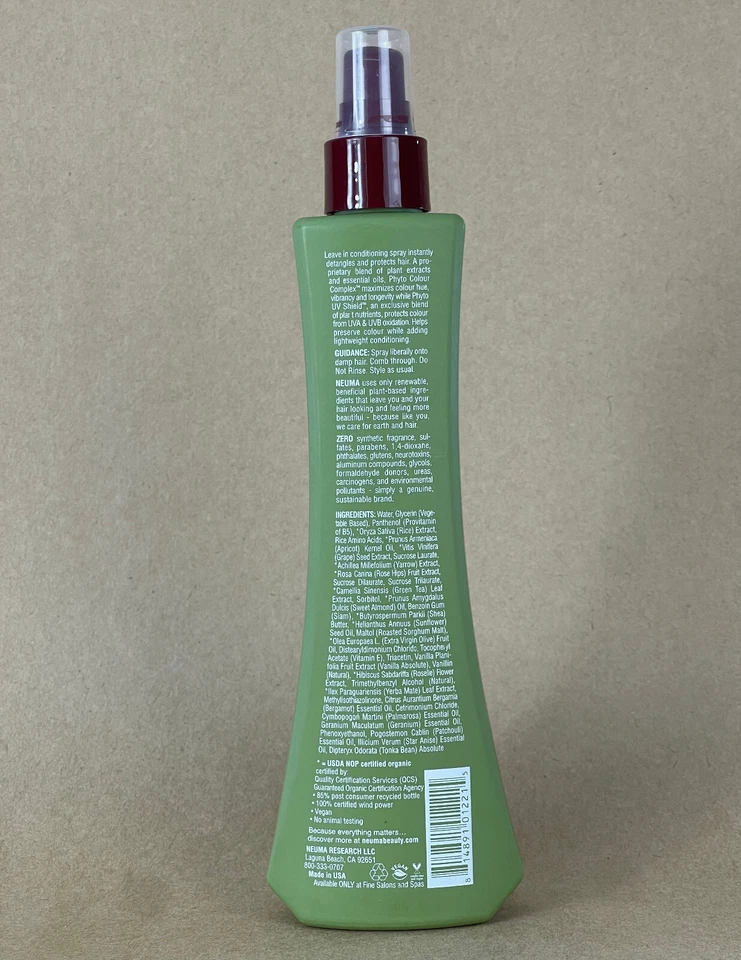 Leave in conditioning spray instantly
detangles and protects hair. A pro-
prietary blend of plant extracts
and essential oils, Phyto Colour
Complex™ maximizes colour hue,
vibrancy and longevity while Phyto
UV Shield™, an exclusive blend
of plant nutrients, protects colour
from UVA & UVB oxidation. Helps
preserve colour while adding
lightweight conditioning.
GUIDANCE: Spray liberally onto
damp hair. Comb through. Do
Not Rinse. Style as usual.
NEUMA uses only renewable,
beneficial plant-based ingre-
dients that leave you and your
hair looking and feeling more
beautiful - because like you,
we care for earth and hair.
ZERO synthetic fragrance, sul-
fates, parabens, 1,4-dioxane,
phthalates, glutens, neurotoxins,
aluminum compounds, glycols,
formaldehyde donors, ureas,
carcinogens, and environmental
pollutants - simply a genuine,
sustainable brand.
INGREDIENTS: Water, Glycerin (Vege-
table Based), Panthenol (Provitamin
of B5), *Oryza Sativa (Rice) Extract,
Rice Amino Acids, *Prunus Armeniaca
(Apricot) Kernel Oil, *Vitis Vinifera
(Grape) Seed Extract, Sucrose Laurate,
*Achillea Millefolium (Yarrow) Extract,
*Rosa Canina (Rose Hips) Fruit Extract,
Sucrose Dilaurate, Sucrose Trilaurate,
*Camellia Sinensis (Green Tea) Leaf
Extract, Sorbitol, *Prunus Amygdalus
Dulcis (Sweet Almond) Oil, Benzoin Gum
(Siam), *Butyrospermum Parkii (Shea)
Butter, *Helianthus Annuus (Sunflower)
Seed Oil, Maltol (Roasted Sorghum Malt),
*Olea Europaea L. (Extra Virgin Olive) Fruit
Oil, Distearyldimonium Chlorido, Tocopheryl
Acetate (Vitamin E), Triacetin, Vanilla Plani-
folia Fruit Extract (Vanilla Absolute), Vanillin
(Natural), *Hibiscus Sabdariffa (Roselle) Flower
Extract, Trimethylbenzyl Alcohol (Natural),
*Ilex Paraguariensis (Yerba Mate) Leaf Extract,
Methylisothiazolinone, Citrus Aurantium Bergamia
(Bergamot) Essential Oil, Cetrimonium Chloride,
Cymbopogon Martini (Palmarosa) Essential Oil,
Geranium Maculatum (Geranium) Essential Oil,
Phenoxyethanol, Pogostemon Cablin (Patchouli)
Essential Oil, Illicium Verum (Star Anise) Essential
Oil, Dipteryx Odorata (Tonka Bean) Absolute
* = USDA NOP certified organic
certified by:
Quality Certification Services (QCS)
Guaranteed Organic Certification Agency
• 85% post consumer recycled bottle
• 100% certified wind power
• Vegan
• No animal testing
Because everything matters...
discover more at neumabeauty.com
NEUMA RESEARCH LLC
Laguna Beach, CA 92651
800-333-0707
Made in USA
Available ONLY at Fine Salons and Spas
VEGAN
8 14891 01221 5